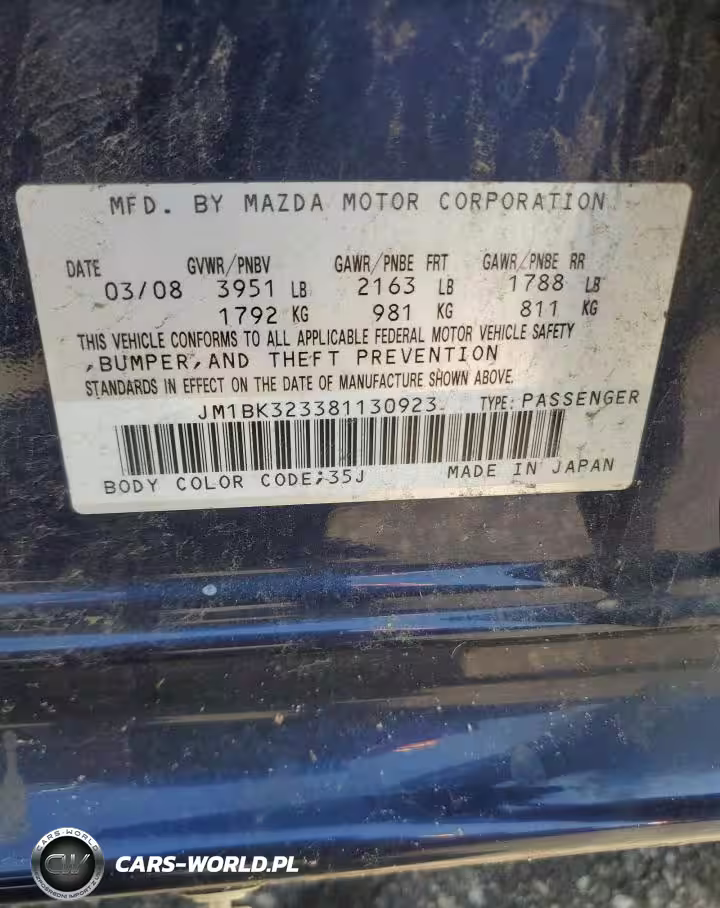 MFD. BY MAZDA MOTOR CORPORATION
DATE GVWR/PNBV GAWR/PNBE FRT GAWR/PNBE RR
03/08 3951 LB 2163 LB 1788 LB
1792 KG 981 KG 811 KG
THIS VEHICLE CONFORMS TO ALL APPLICABLE FEDERAL MOTOR VEHICLE SAFETY
,BUMPER,AND THEFT PREVENTION
STANDARDS IN EFFECT ON THE DATE OF MANUFACTURE SHOWN ABOVE.
JM1BK323381130923 TYPE: PASSENGER
BODY COLOR CODE;35J MADE IN JAPAN
CARS-WORLD
CW
CARS-WORLD.PL